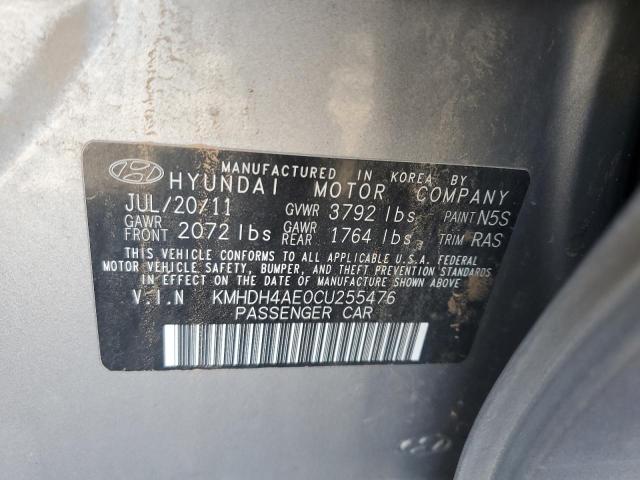 MANUFACTURED IN KOREA BY
HYUNDAI MOTOR COMPANY
JUL/20/11 GVWR 3792 lbs PAINT N5S
GAWR FRONT 2072 lbs GAWR REAR 1764 lbs TRIM RAS
THIS VEHICLE CONFORMS TO ALL APPLICABLE U.S.A. FEDERAL
MOTOR VEHICLE SAFETY, BUMPER, AND THEFT PREVENTION STANDARDS
IN EFFECT ON THE DATE OF MANUFACTURE SHOWN ABOVE.
V.I.N KMHDH4AE0CU255476
PASSENGER CAR